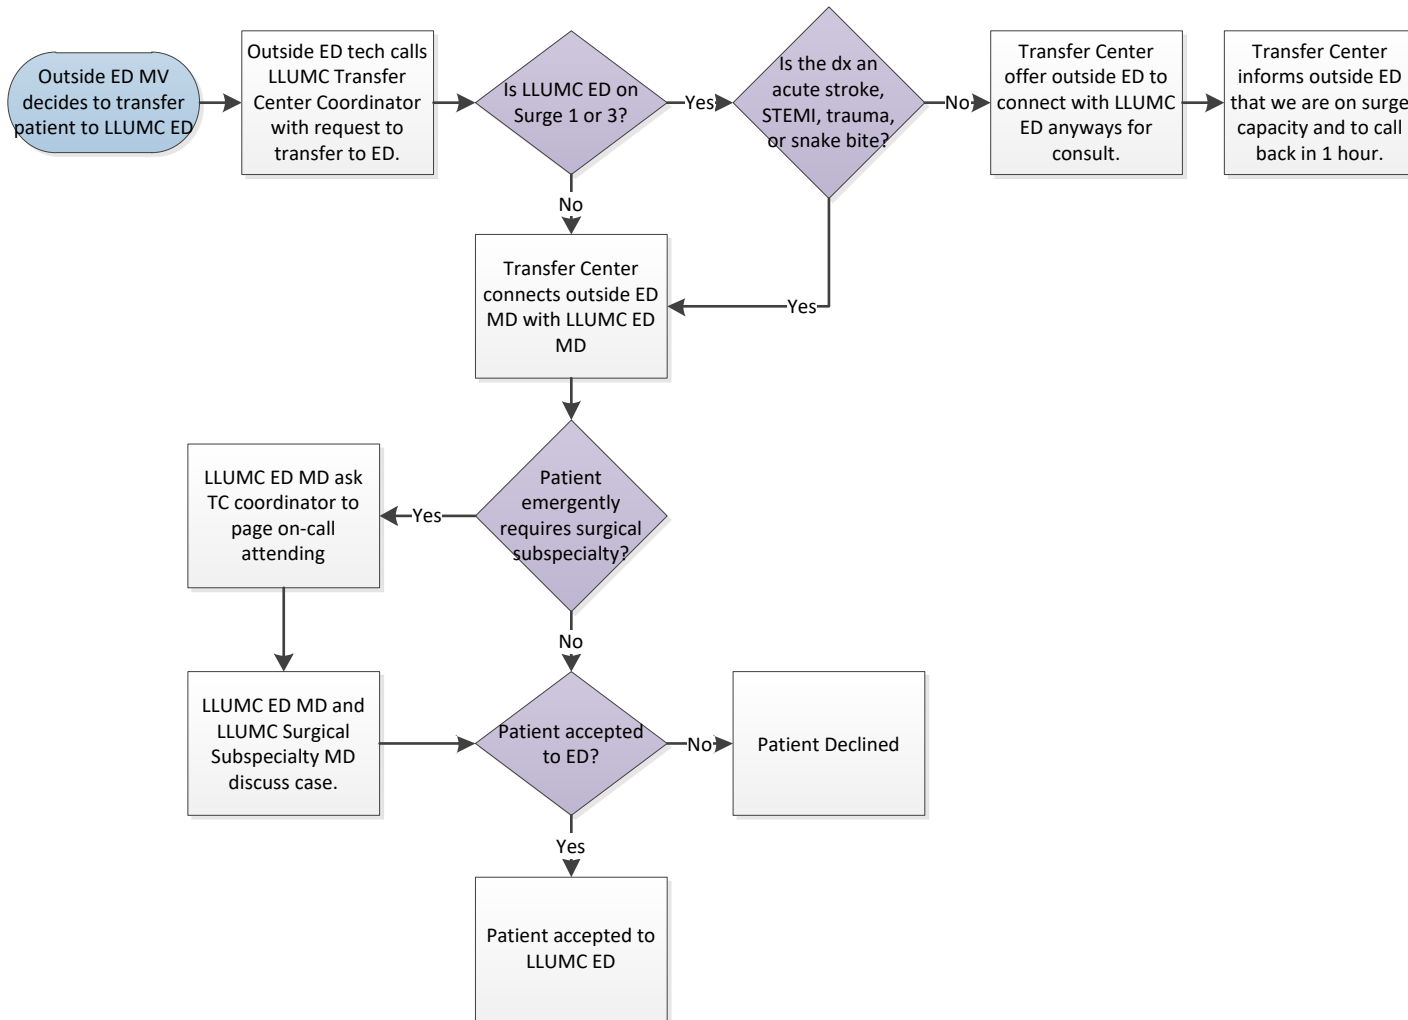 Outside ED MV
decides to transfer
patient to LLUMC ED
Outside ED tech calls
LLUMC Transfer
Center Coordinator
with request to
transfer to ED.
Is LLUMC ED on
Surge 1 or 3?
Yes
Is the dx an
acute stroke,
STEMI, trauma,
or snake bite?
No
Transfer Center
offer outside ED to
connect with LLUMC
ED anyways for
consult.
Transfer Center
informs outside ED
that we are on surge
capacity and to call
back in 1 hour.
No
Transfer Center
connects outside ED
MD with LLUMC ED
MD
Yes
Patient
emergently
requires surgical
subspecialty?
Yes
LLUMC ED MD ask
TC coordinator to
page on-call
attending
No
LLUMC ED MD and
LLUMC Surgical
Subspecialty MD
discuss case.
Patient accepted
to ED?
No
Patient Declined
Yes
Patient accepted to
LLUMC ED